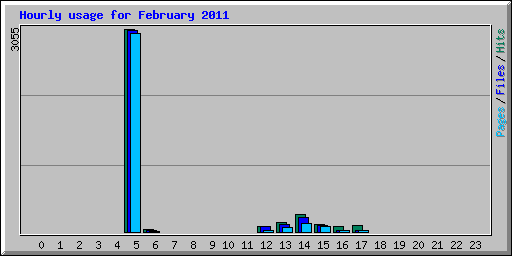 Hourly usage for February 2011
3055
Pages/Files/Hits
0 1 2 3 4 5 6 7 8 9 10 11 12 13 14 15 16 17 18 19 20 21 22 23